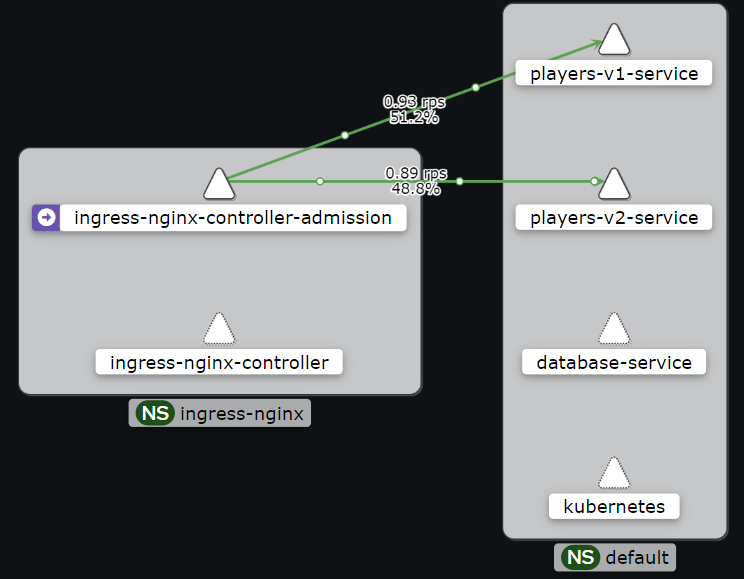 players-v1-service
0.93 rps
51.2%
0.89 rps
48.8%
ingress-nginx-controller-admission
players-v2-service
ingress-nginx-controller
database-service
NS ingress-nginx
kubernetes
NS default